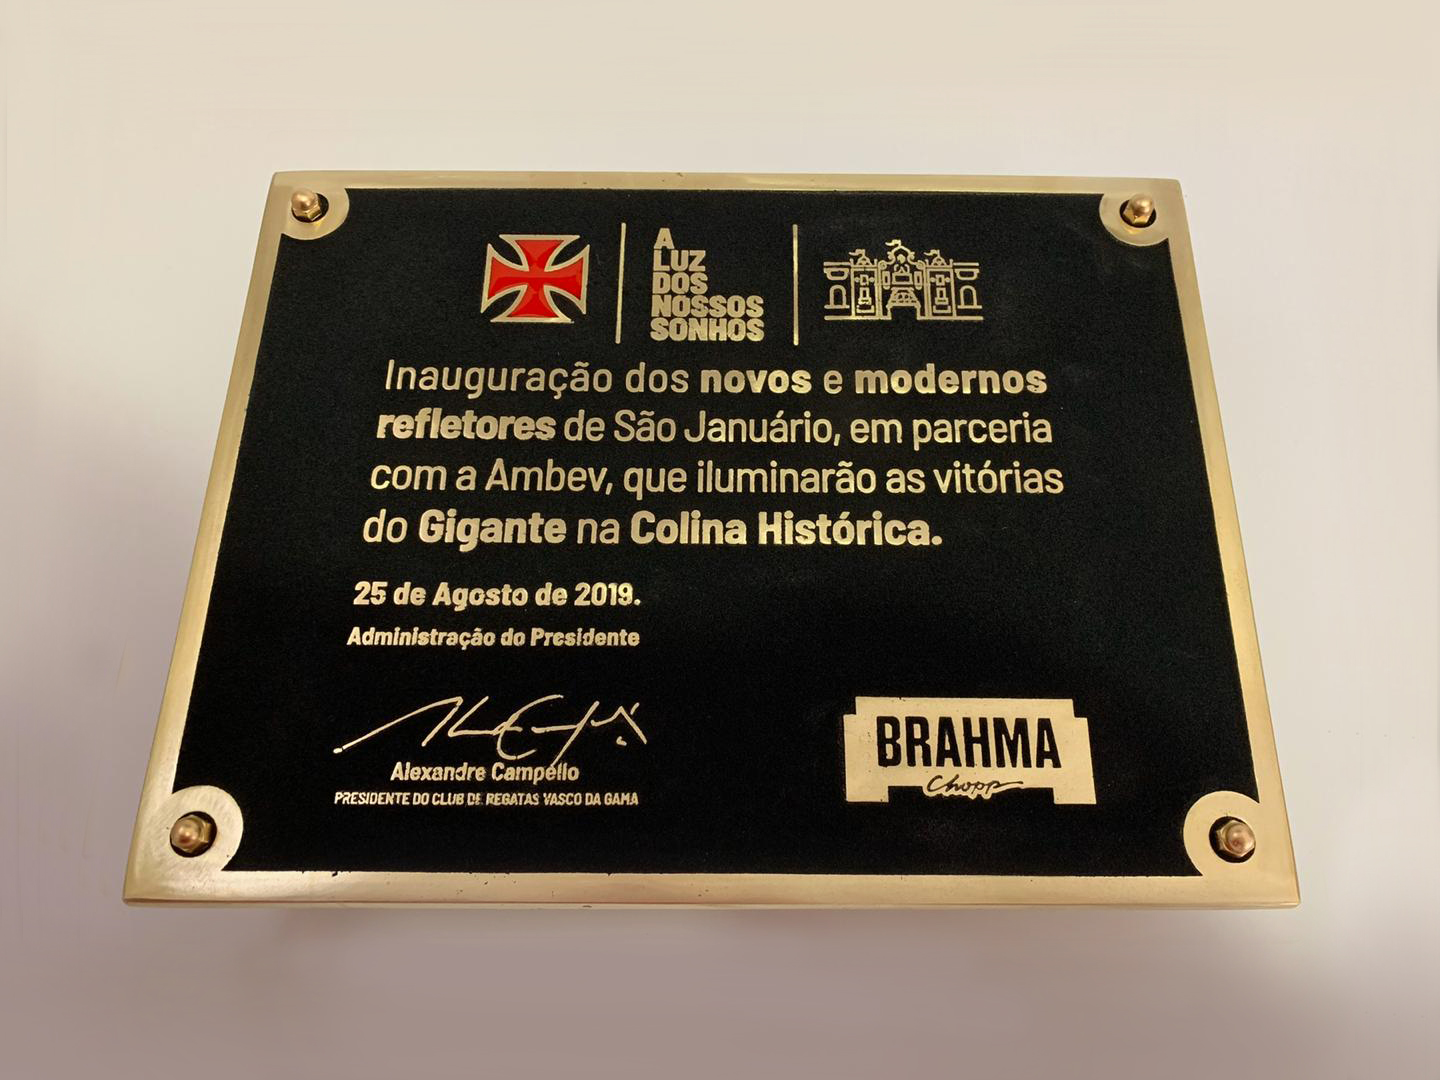 A
LUZ
DOS
NOSSOS
SONHOS
Inauguração dos novos e modernos
refletores de São Januário, em parceria
com a Ambev, que iluminarão as vitórias
do Gigante na Colina Histórica.
25 de Agosto de 2019.
Administração do Presidente
Alexandre Campello
PRESIDENTE DO CLUB DE REGATAS VASCO DA GAMA
BRAHMA
Chopp